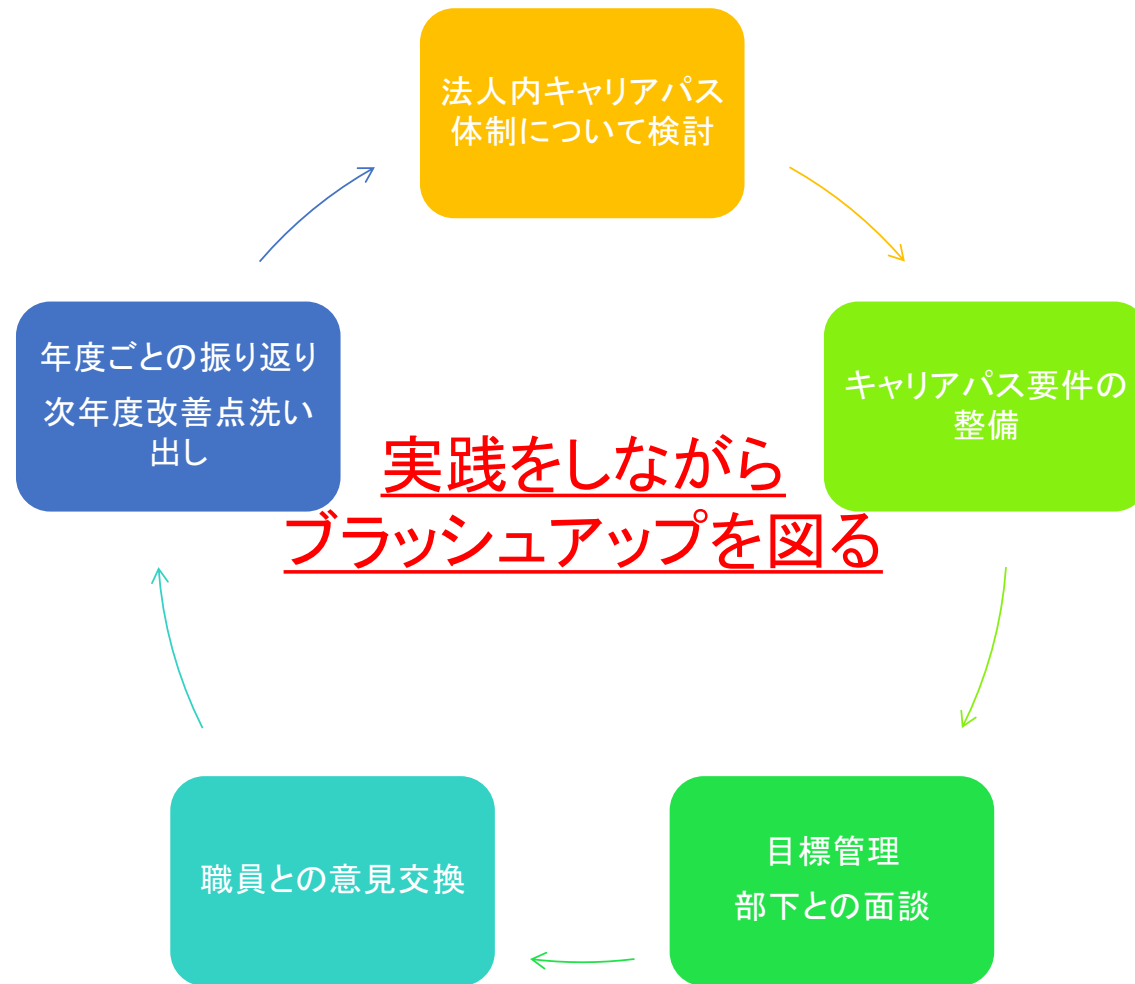 法人内キャリアパス
体制について検討
キャリアパス要件の
整備
目標管理
部下との面談
職員との意見交換
年度ごとの振り返り
次年度改善点洗い
出し
実践をしながら
ブラッシュアップを図る